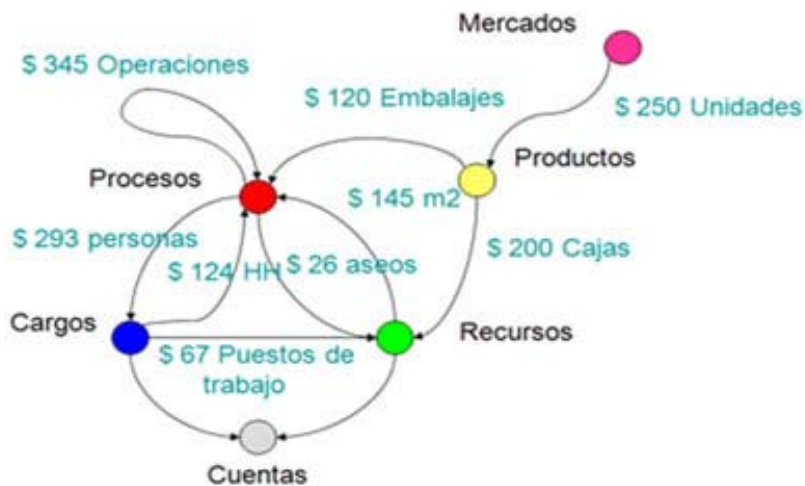 Mercados
$ 345 Operaciones
$ 120 Embalajes
$ 250 Unidades
Productos
Procesos
$ 145 m2
$ 293 personas
$ 200 Cajas
$ 124 HH
$ 26 aseos
Cargos
Recursos
$ 67 Puestos de
trabajo
Cuentas